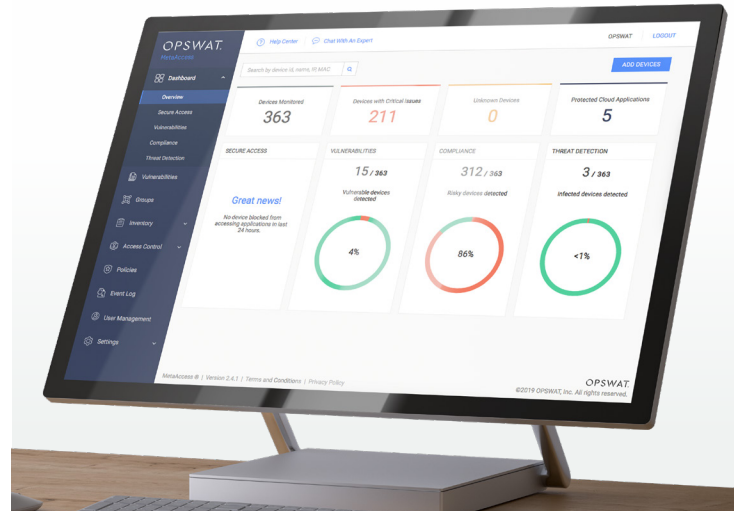 OPSWAT.
MetaAccess
Help Center
Chat With An Expert
OPSWAT
LOGOUT
Search by device id, name, IP, MAC
ADD DEVICES
Dashboard
Overview
Secure Access
Vulnerabilities
Compliance
Threat Detection
Vulnerabilities
Groups
Inventory
Access Control
Policies
Event Log
User Management
Settings
Devices Monitored
363
Devices with Critical Issues
211
Unknown Devices
0
Protected Cloud Applications
5
SECURE ACCESS
Great news!
No device blocked from
accessing applications in last
24 hours.
VULNERABILITIES
15 / 363
Vulnerable devices
detected
4%
COMPLIANCE
312 / 363
Risky devices detected
86%
THREAT DETECTION
3 / 363
Infected devices detected
<1%
MetaAccess ® | Version 2.4.1 | Terms and Conditions | Privacy Policy
OPSWAT.
©2019 OPSWAT, Inc. All rights reserved.